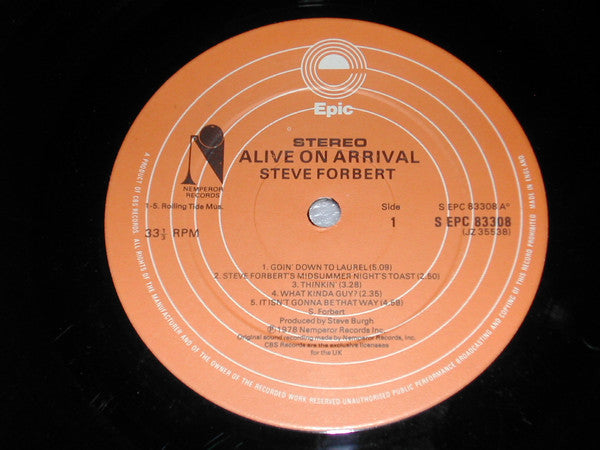 Epic
STEREO
ALIVE ON ARRIVAL
STEVE FORBERT
N
NEMPEROR
RECORDS
1-5. Rolling Tide Mus.
33⅓ RPM
Side
1
S EPC 83308 A°
S EPC 83308
(JZ 35538)
1. GOIN' DOWN TO LAUREL (5.09)
2. STEVE FORBERT'S MIDSUMMER NIGHT'S TOAST (2.50)
3. THINKIN' (3.28)
4. WHAT KINDA GUY? (2.35)
5. IT ISN'T GONNA BE THAT WAY (4.58)
S. Forbert
Produced by Steve Burgh
℗ 1978 Nemperor Records Inc.
Original sound recording made by Nemperor Records, Inc.
CBS Records are the exclusive licensees
for the UK
A PRODUCT OF CBS RECORDS. ALL RIGHTS OF THE MANUFACTURER AND OF THE OWNER OF THE RECORDED WORK RESERVED-UNAUTHORISED PUBLIC PERFORMANCE BROADCASTING AND COPYING OF THIS RECORD PROHIBITED MADE IN ENGLAND.